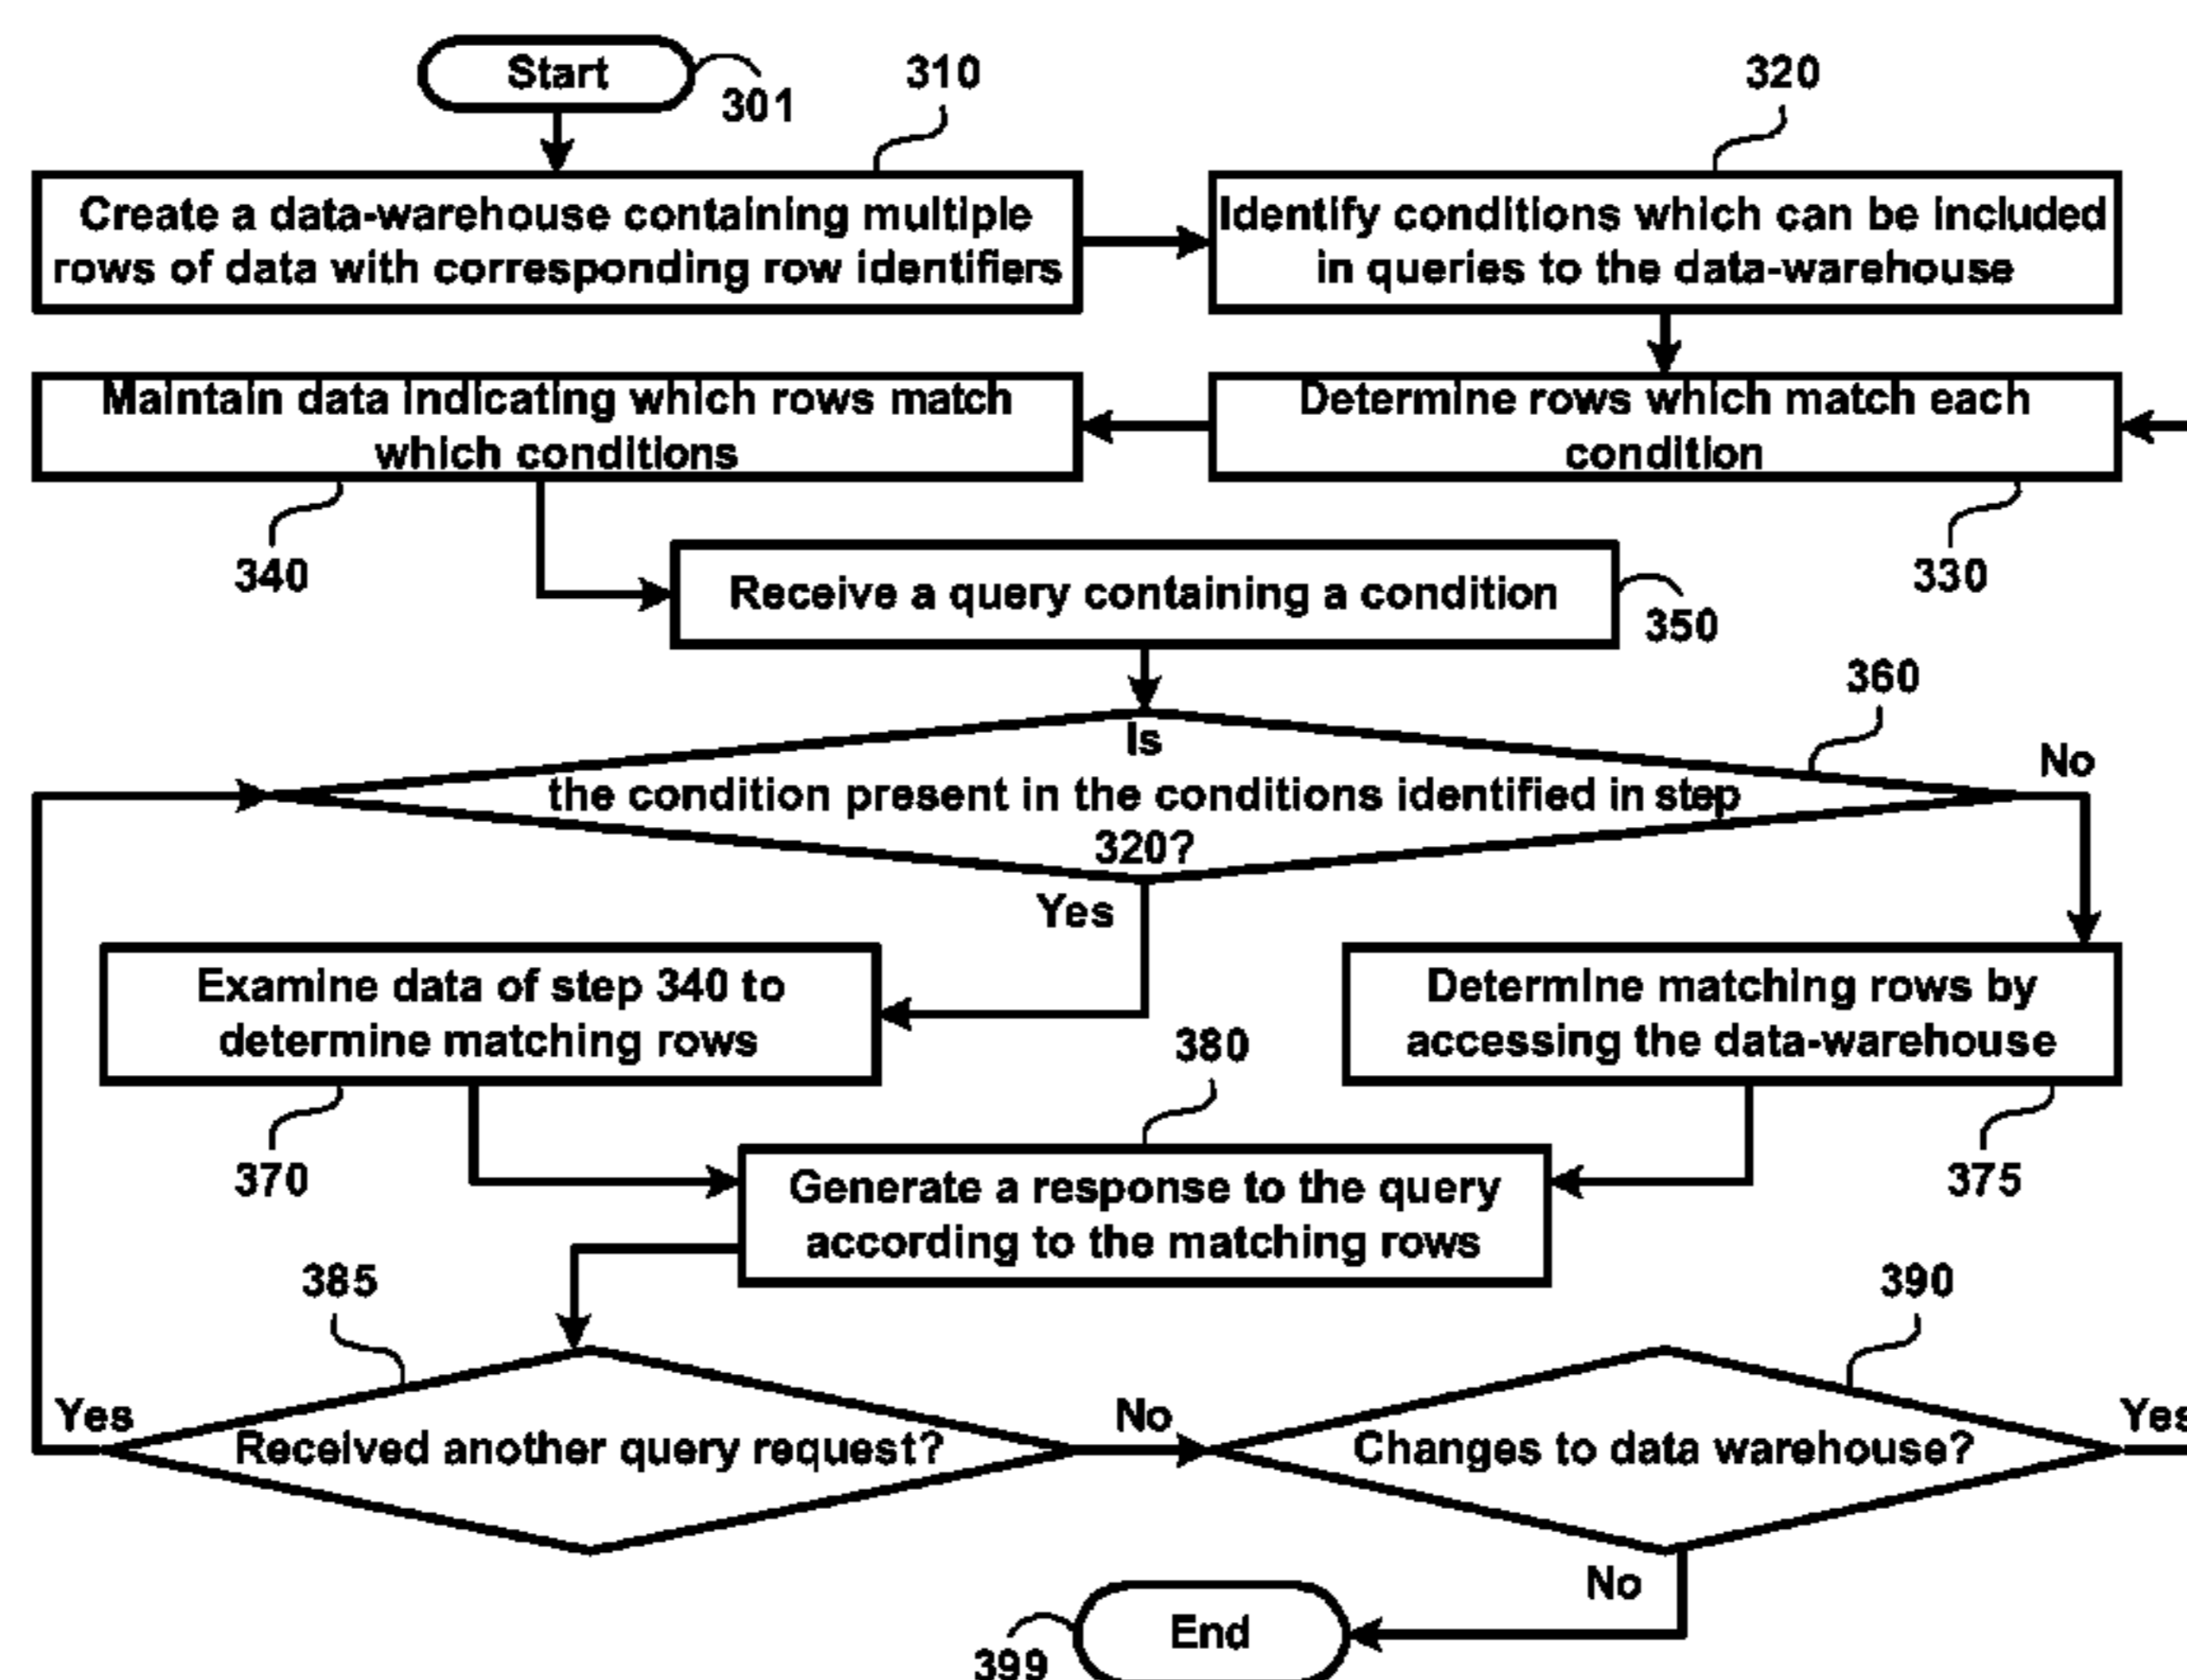 Start
301
310
320
Create a data-warehouse containing multiple
rows of data with corresponding row identifiers
Identify conditions which can be included
in queries to the data-warehouse
Maintain data indicating which rows match
which conditions
Determine rows which match each
condition
340
330
Receive a query containing a condition
350
360
Is
the condition present in the conditions identified in step
320?
No
Yes
Examine data of step 340 to
determine matching rows
Determine matching rows by
accessing the data-warehouse
380
370
375
Generate a response to the query
according to the matching rows
385
390
Yes
Received another query request?
No
Changes to data warehouse?
Yes
No
End
399